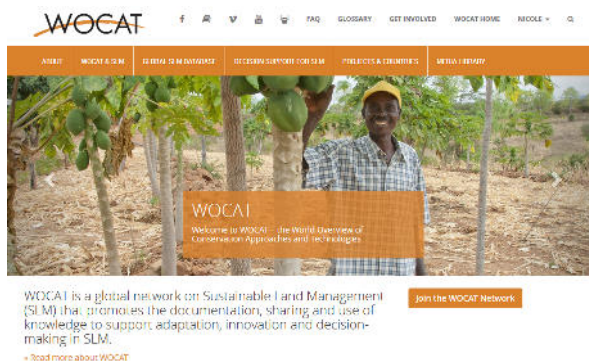 WOCAT
FAQ GLOSSARY GET INVOLVED WOCAT HOME NICOLE
ABOUT WOCAT & SLM GLOBAL SLM DATABASE DECISION SUPPORT FOR SLM PROJECTS & COUNTRIES MEDIA LIBRARY
WOCAT
Welcome to WOCAT – the World Overview of
Conservation Approaches and Technologies
WOCAT is a global network on Sustainable Land Management
(SLM) that promotes the documentation, sharing and use of
knowledge to support adaptation, innovation and decision-
making in SLM.
Join the WOCAT Network
» Read more about WOCAT